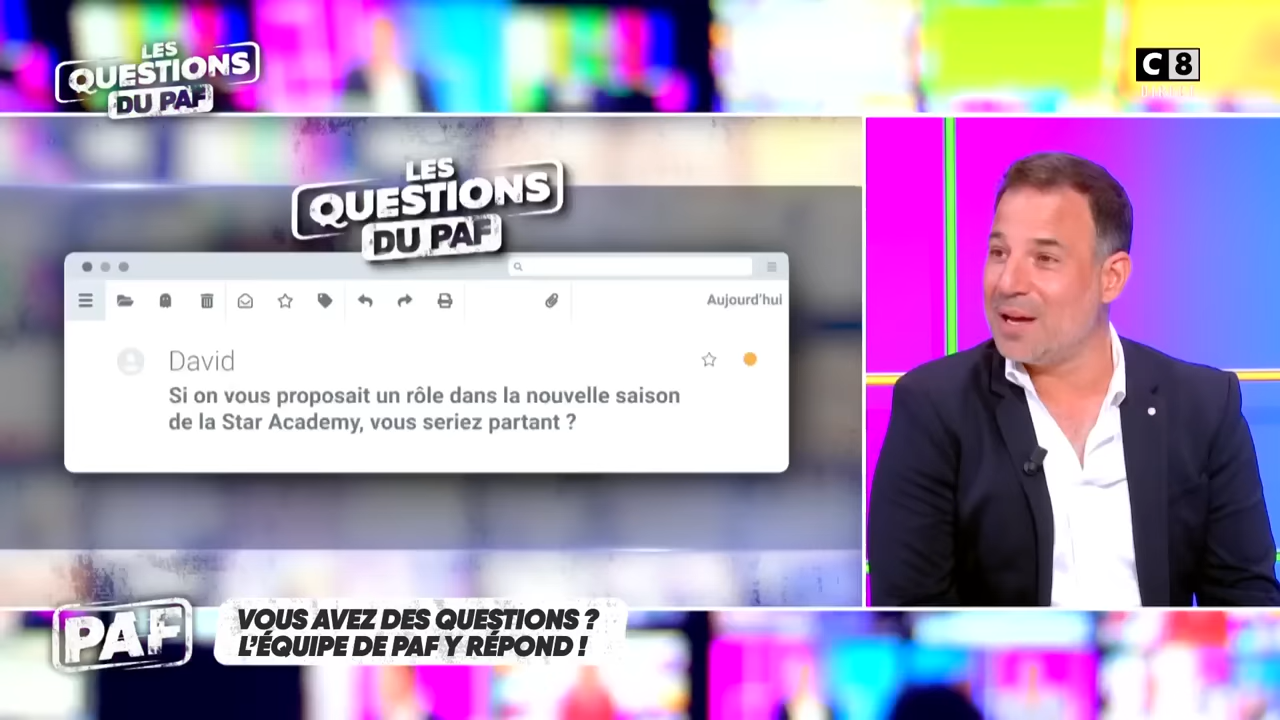 LES
QUESTIONS
DU PAF
C8
DIRECT
LES
QUESTIONS
DU PAF
Aujourd'hui
David
Si on vous proposait un rôle dans la nouvelle saison
de la Star Academy, vous seriez partant ?
PAF
VOUS AVEZ DES QUESTIONS ?
L'ÉQUIPE DE PAF Y RÉPOND !